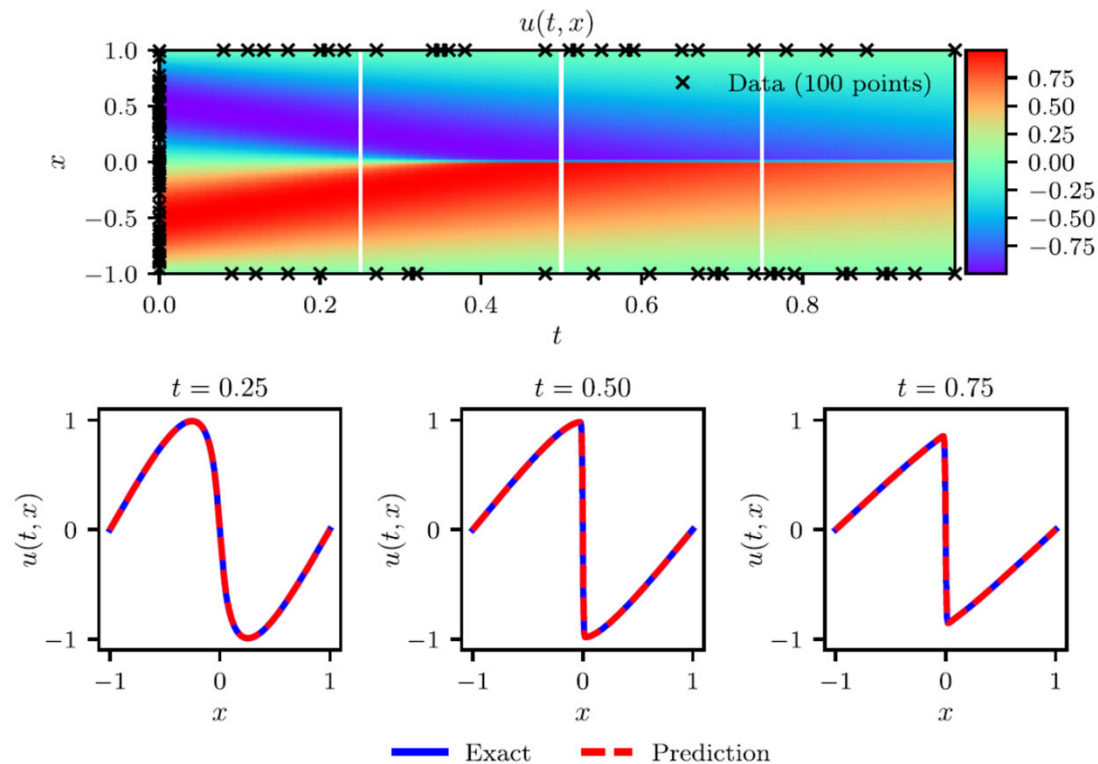 u(t, x)
1.0
0.5
0.0
−0.5
−1.0
x
Data (100 points)
0.75
0.50
0.25
0.00
−0.25
−0.50
−0.75
0.0 0.2 0.4 0.6 0.8
t
t = 0.25 t = 0.50 t = 0.75
1 1 1
0 0 0
−1 −1 −1
u(t, x) u(t, x) u(t, x)
−1 0 1 −1 0 1 −1 0 1
x x x
Exact Prediction